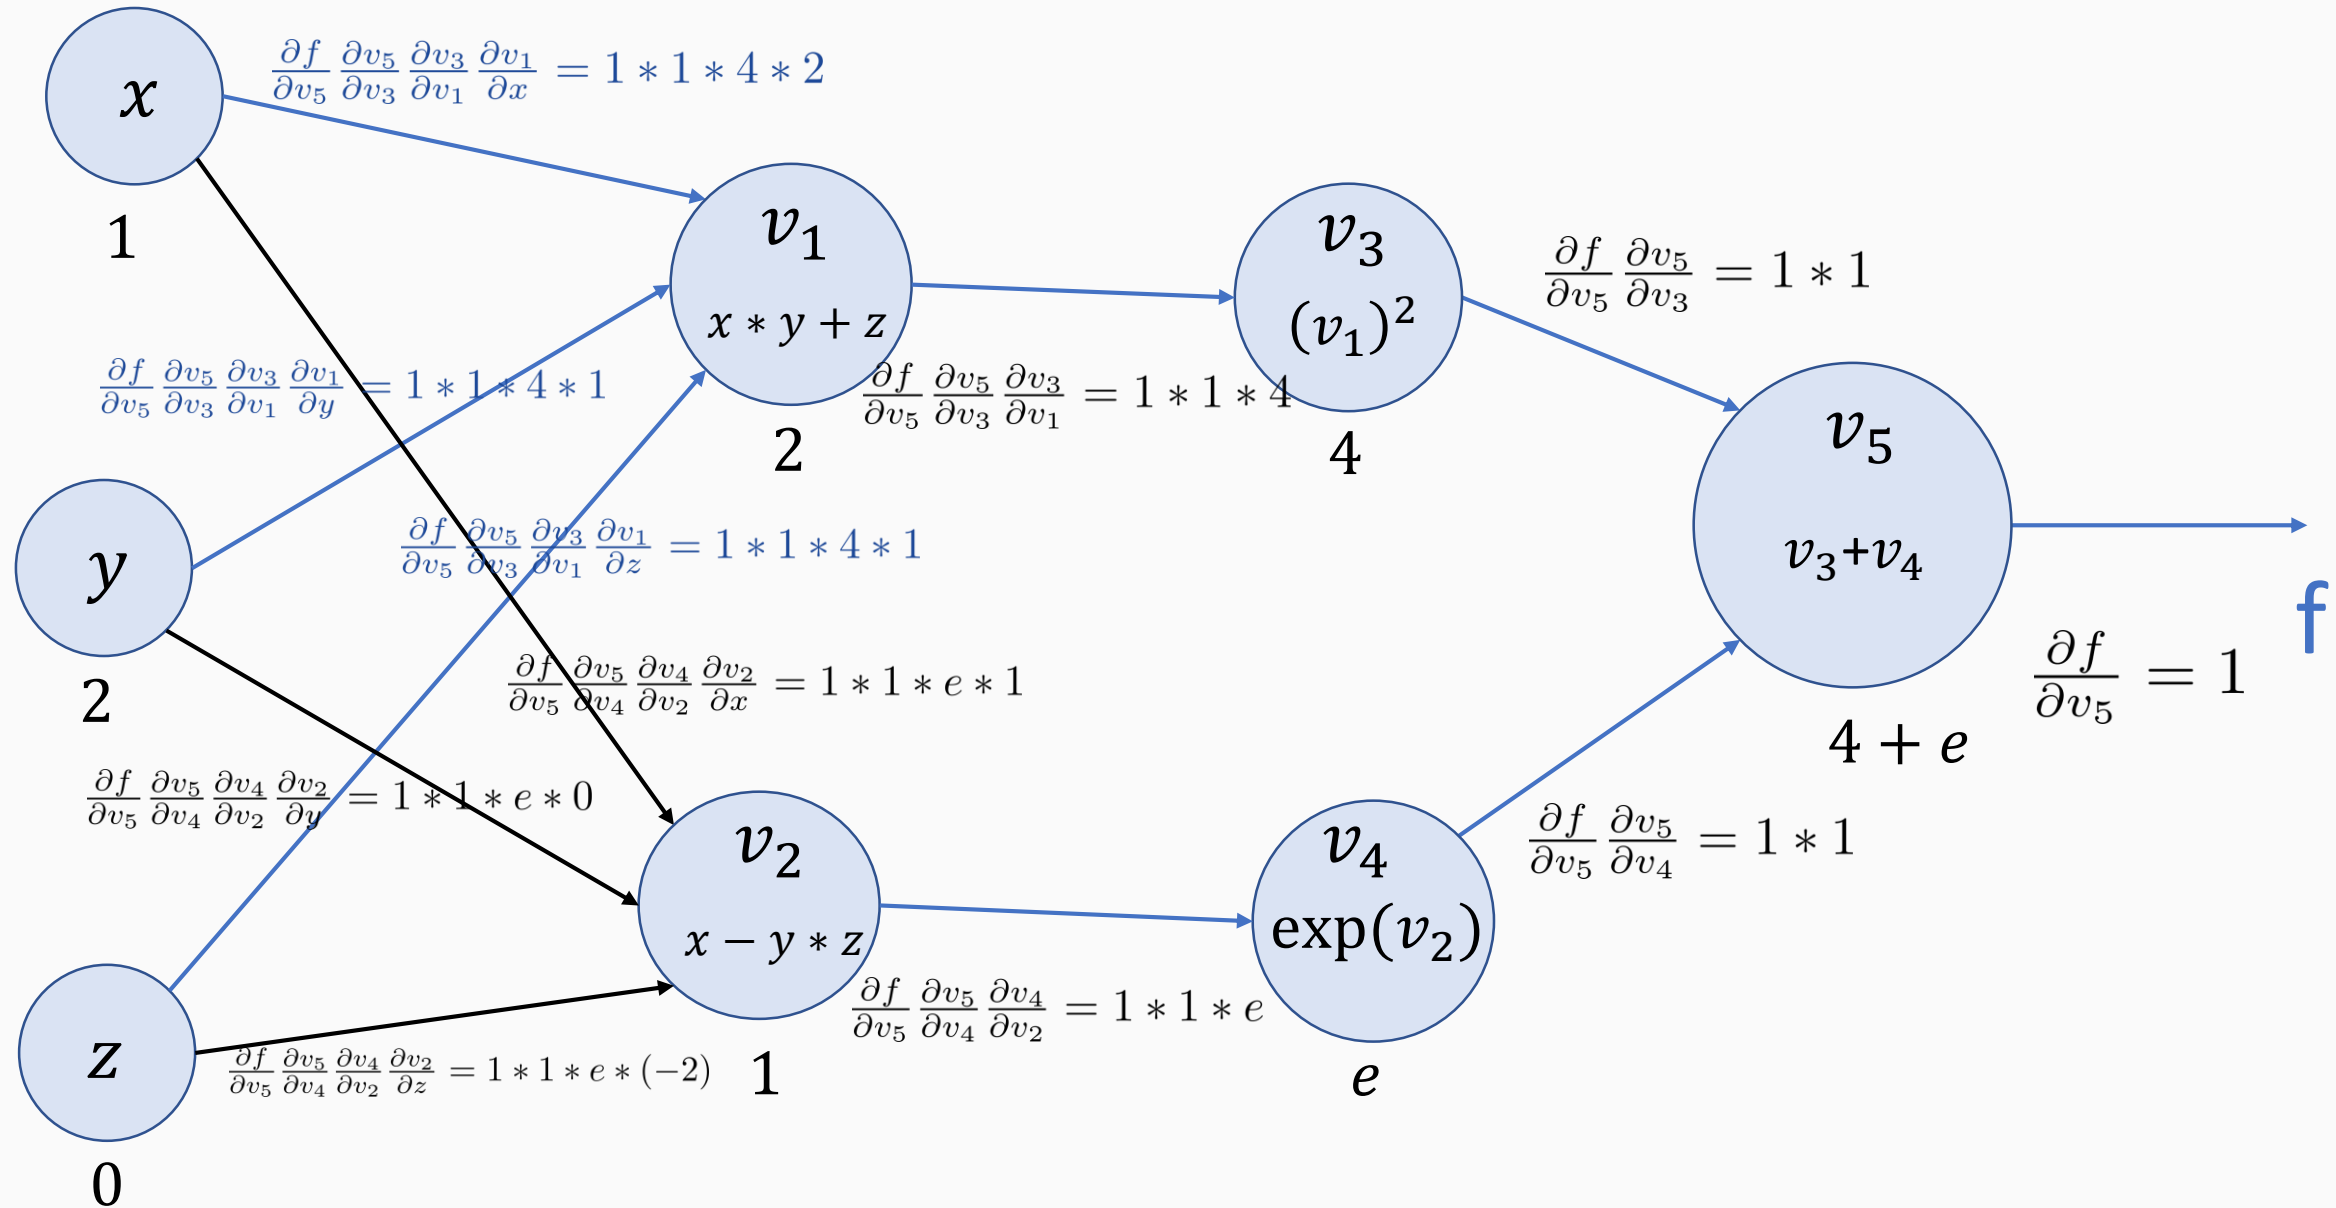 x
1
∂f/∂v₅ ∂v₅/∂v₃ ∂v₃/∂v₁ ∂v₁/∂x = 1 * 1 * 4 * 2
v₁
x * y + z
2
v₃
(v₁)²
4
∂f/∂v₅ ∂v₅/∂v₃ = 1 * 1
∂f/∂v₅ ∂v₅/∂v₃ ∂v₃/∂v₁ ∂v₁/∂y = 1 * 1 * 4 * 1
∂f/∂v₅ ∂v₅/∂v₃ ∂v₃/∂v₁ = 1 * 1 * 4
v₅
v₃+v₄
4 + e
f
∂f/∂v₅ = 1
y
2
∂f/∂v₅ ∂v₅/∂v₃ ∂v₃/∂v₁ ∂v₁/∂z = 1 * 1 * 4 * 1
∂f/∂v₅ ∂v₅/∂v₄ ∂v₄/∂v₂ ∂v₂/∂x = 1 * 1 * e * 1
∂f/∂v₅ ∂v₅/∂v₄ ∂v₄/∂v₂ ∂v₂/∂y = 1 * 1 * e * 0
v₂
x − y * z
1
v₄
exp(v₂)
e
∂f/∂v₅ ∂v₅/∂v₄ = 1 * 1
∂f/∂v₅ ∂v₅/∂v₄ ∂v₄/∂v₂ = 1 * 1 * e
z
0
∂f/∂v₅ ∂v₅/∂v₄ ∂v₄/∂v₂ ∂v₂/∂z = 1 * 1 * e * (−2)